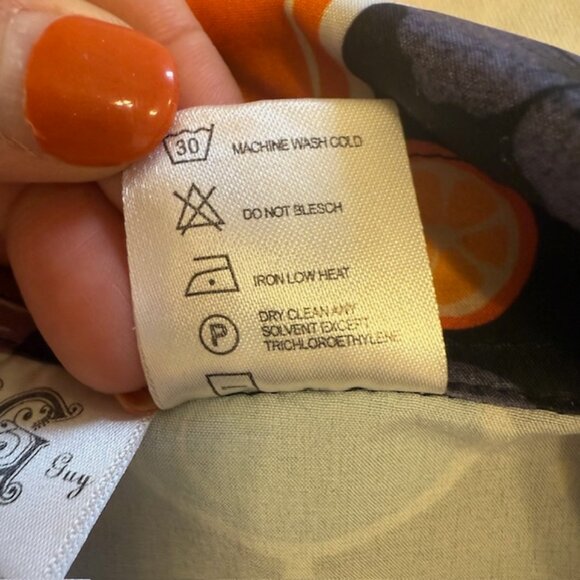 30 MACHINE WASH COLD
DO NOT BLESCH
IRON LOW HEAT
P DRY CLEAN ANY
SOLVENT EXCEPT
TRICHLOROETHYLENE
Guy